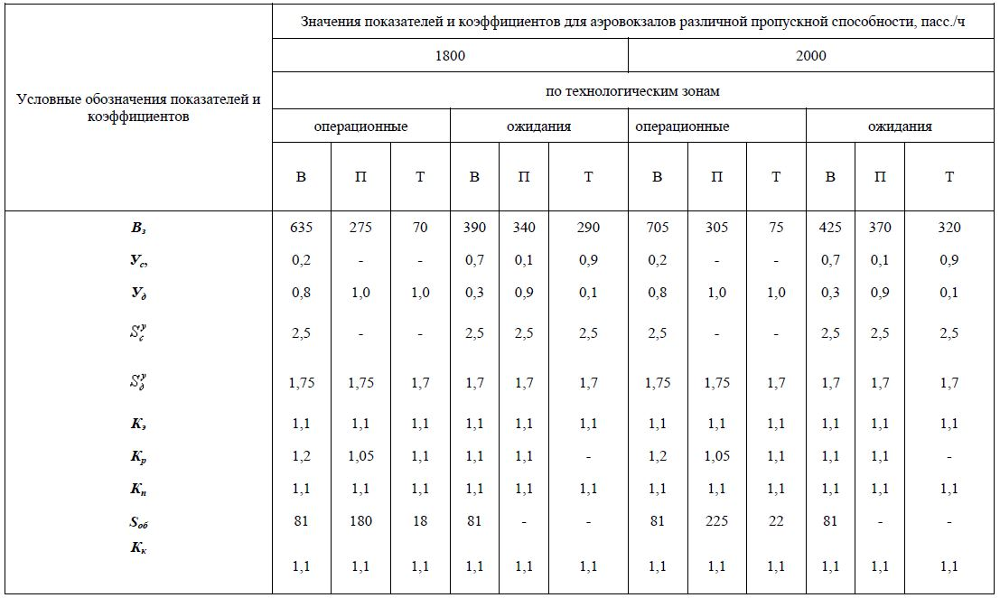 Значения показателей и коэффициентов для аэровокзалов различной пропускной способности, пасс./ч
Условные обозначения показателей и коэффициентов
1800 2000
по технологическим зонам
операционные ожидания операционные ожидания
В П Т В П Т В П Т В П Т
Вз 635 275 70 390 340 290 705 305 75 425 370 320
Ус, 0,2 - - 0,7 0,1 0,9 0,2 - - 0,7 0,1 0,9
Уд 0,8 1,0 1,0 0,3 0,9 0,1 0,8 1,0 1,0 0,3 0,9 0,1
Sсу 2,5 - - 2,5 2,5 2,5 2,5 - - 2,5 2,5 2,5
Sду 1,75 1,75 1,7 1,7 1,7 1,7 1,75 1,75 1,7 1,7 1,7 1,7
Кэ 1,1 1,1 1,1 1,1 1,1 1,1 1,1 1,1 1,1 1,1 1,1 1,1
Кр 1,2 1,05 1,1 1,1 1,1 - 1,2 1,05 1,1 1,1 1,1 -
Кп 1,1 1,1 1,1 1,1 1,1 1,1 1,1 1,1 1,1 1,1 1,1 1,1
Sоб 81 180 18 81 - - 81 225 22 81 - -
Кк 1,1 1,1 1,1 1,1 1,1 1,1 1,1 1,1 1,1 1,1 1,1 1,1